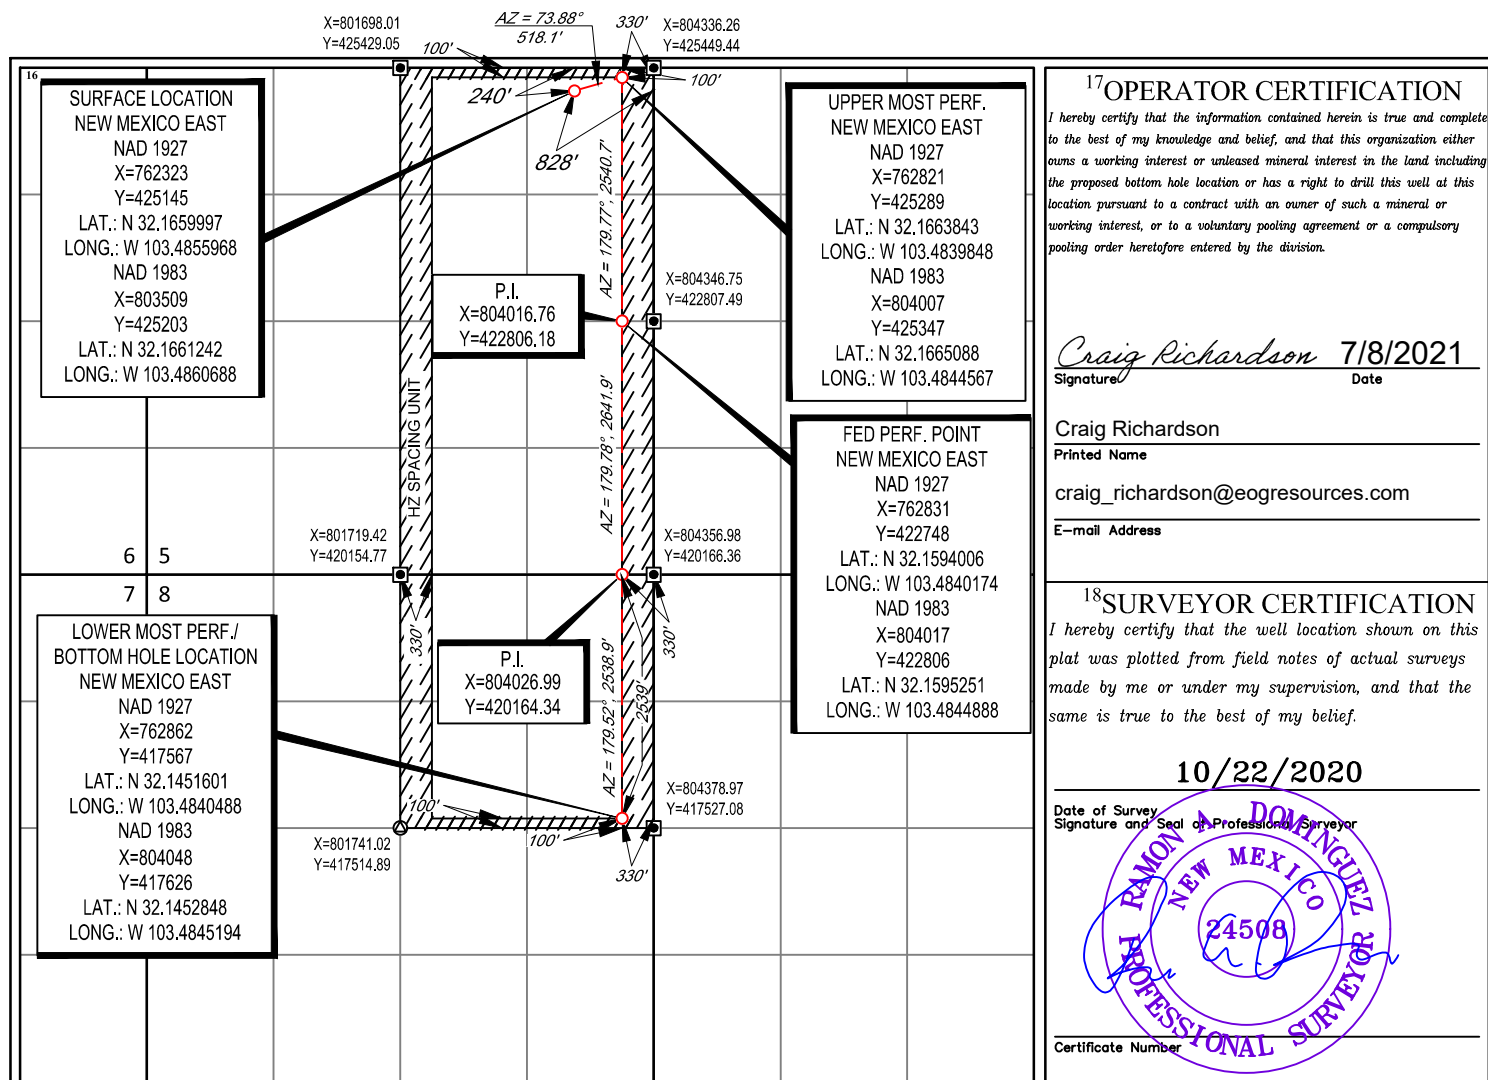 16
X=801698.01
Y=425429.05
AZ = 73.88°
518.1'
330'
X=804336.26
Y=425449.44
100'
240'
100'
828'
SURFACE LOCATION
NEW MEXICO EAST
NAD 1927
X=762323
Y=425145
LAT.: N 32.1659997
LONG.: W 103.4855968
NAD 1983
X=803509
Y=425203
LAT.: N 32.1661242
LONG.: W 103.4860688
UPPER MOST PERF.
NEW MEXICO EAST
NAD 1927
X=762821
Y=425289
LAT.: N 32.1663843
LONG.: W 103.4839848
NAD 1983
X=804007
Y=425347
LAT.: N 32.1665088
LONG.: W 103.4844567
AZ = 179.77°, 2540.7'
P.I.
X=804016.76
Y=422806.18
X=804346.75
Y=422807.49
HZ SPACING UNIT
AZ = 179.78°, 2641.9'
FED PERF. POINT
NEW MEXICO EAST
NAD 1927
X=762831
Y=422748
LAT.: N 32.1594006
LONG.: W 103.4840174
NAD 1983
X=804017
Y=422806
LAT.: N 32.1595251
LONG.: W 103.4844888
6 5
7 8
X=801719.42
Y=420154.77
X=804356.98
Y=420166.36
330'
330'
P.I.
X=804026.99
Y=420164.34
AZ = 179.52°, 2538.9'
2539'
LOWER MOST PERF./
BOTTOM HOLE LOCATION
NEW MEXICO EAST
NAD 1927
X=762862
Y=417567
LAT.: N 32.1451601
LONG.: W 103.4840488
NAD 1983
X=804048
Y=417626
LAT.: N 32.1452848
LONG.: W 103.4845194
X=804378.97
Y=417527.08
100'
100'
330'
X=801741.02
Y=417514.89
17 OPERATOR CERTIFICATION
I hereby certify that the information contained herein is true and complete
to the best of my knowledge and belief, and that this organization either
owns a working interest or unleased mineral interest in the land including
the proposed bottom hole location or has a right to drill this well at this
location pursuant to a contract with an owner of such a mineral or
working interest, or to a voluntary pooling agreement or a compulsory
pooling order heretofore entered by the division.
Craig Richardson 7/8/2021
Signature Date
Craig Richardson
Printed Name
craig_richardson@eogresources.com
E-mail Address
18 SURVEYOR CERTIFICATION
I hereby certify that the well location shown on this
plat was plotted from field notes of actual surveys
made by me or under my supervision, and that the
same is true to the best of my belief.
10/22/2020
Date of Survey
Signature and Seal of Professional Surveyor
RAMON A. DOMINGUEZ
NEW MEXICO
24508
PROFESSIONAL SURVEYOR
Certificate Number